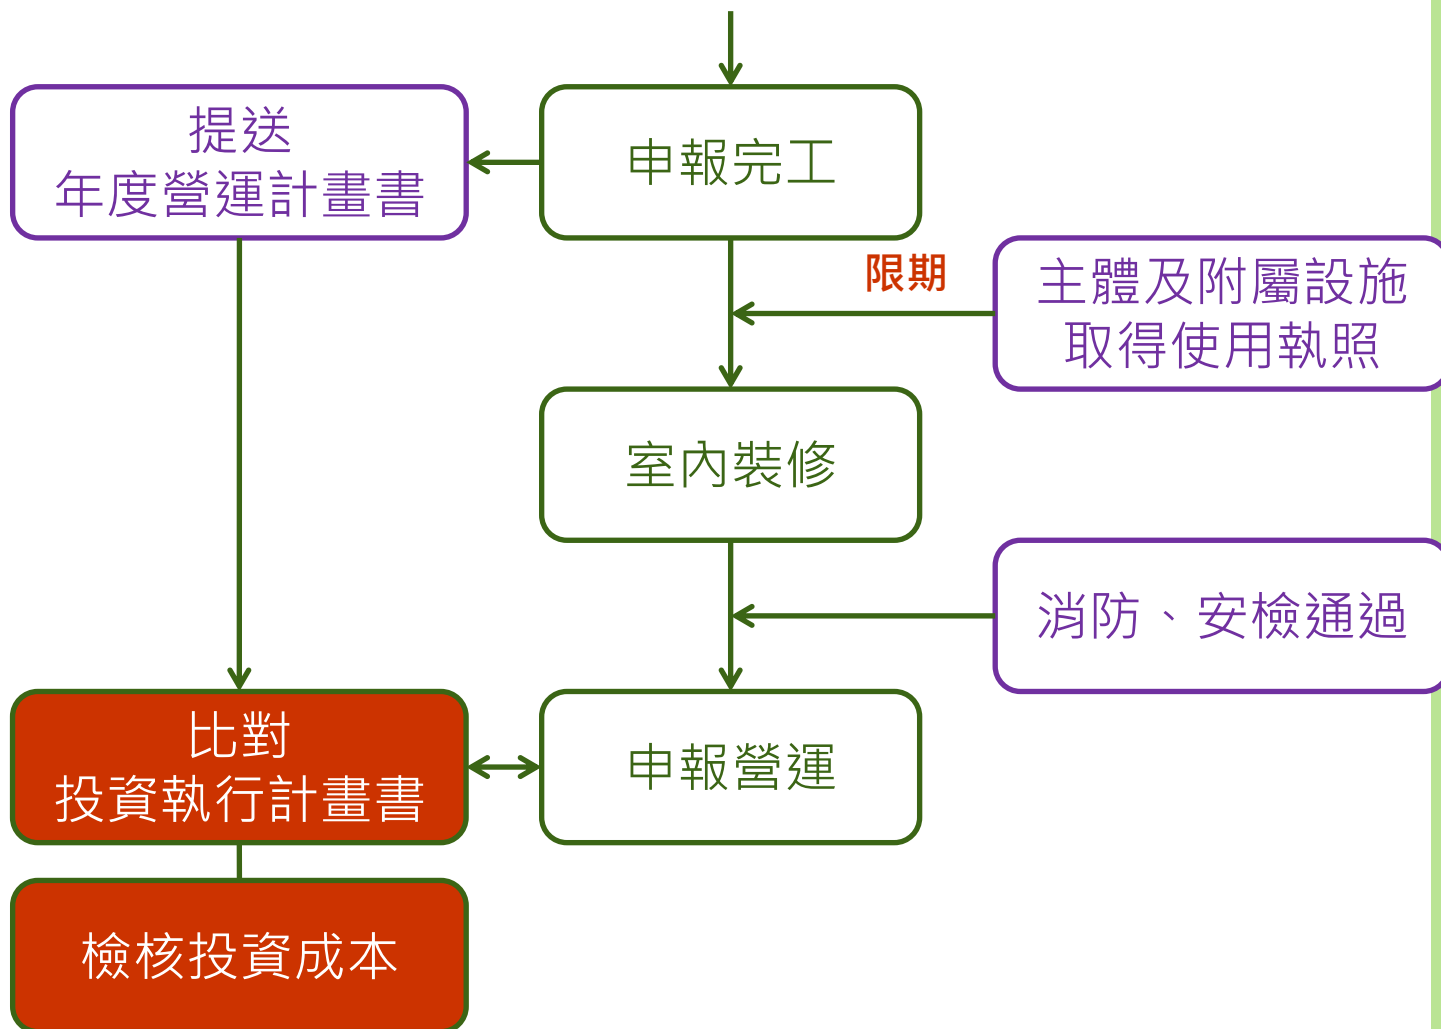 提送
年度營運計畫書
申報完工
限期
主體及附屬設施
取得使用執照
室內裝修
消防、安檢通過
比對
投資執行計畫書
申報營運
檢核投資成本